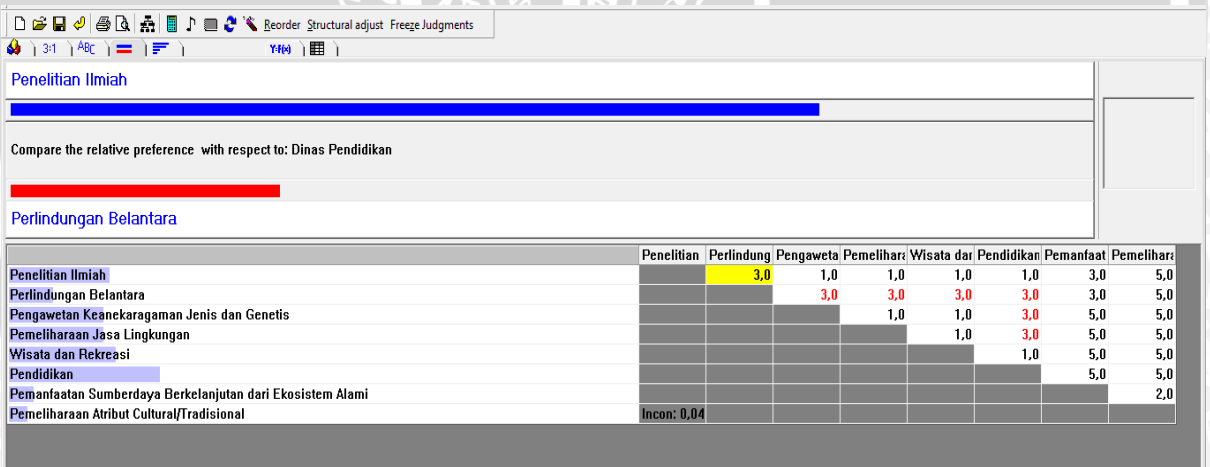 Reorder Structural adjust Freeze Judgments
3:1 ABC Y=f(x)
Penelitian Ilmiah
Compare the relative preference with respect to: Dinas Pendidikan
Perlindungan Belantara
Penelitian Perlindung Pengaweta Pemelihara Wisata dar Pendidikan Pemanfaat Pemelihara
Penelitian Ilmiah 3,0 1,0 1,0 1,0 1,0 3,0 5,0
Perlindungan Belantara 3,0 3,0 3,0 3,0 3,0 5,0
Pengawetan Keanekaragaman Jenis dan Genetis 1,0 1,0 3,0 5,0 5,0
Pemeliharaan Jasa Lingkungan 1,0 3,0 5,0 5,0
Wisata dan Rekreasi 1,0 5,0 5,0
Pendidikan 5,0 5,0
Pemanfaatan Sumberdaya Berkelanjutan dari Ekosistem Alami 2,0
Pemeliharaan Atribut Cultural/Tradisional Incon: 0,04